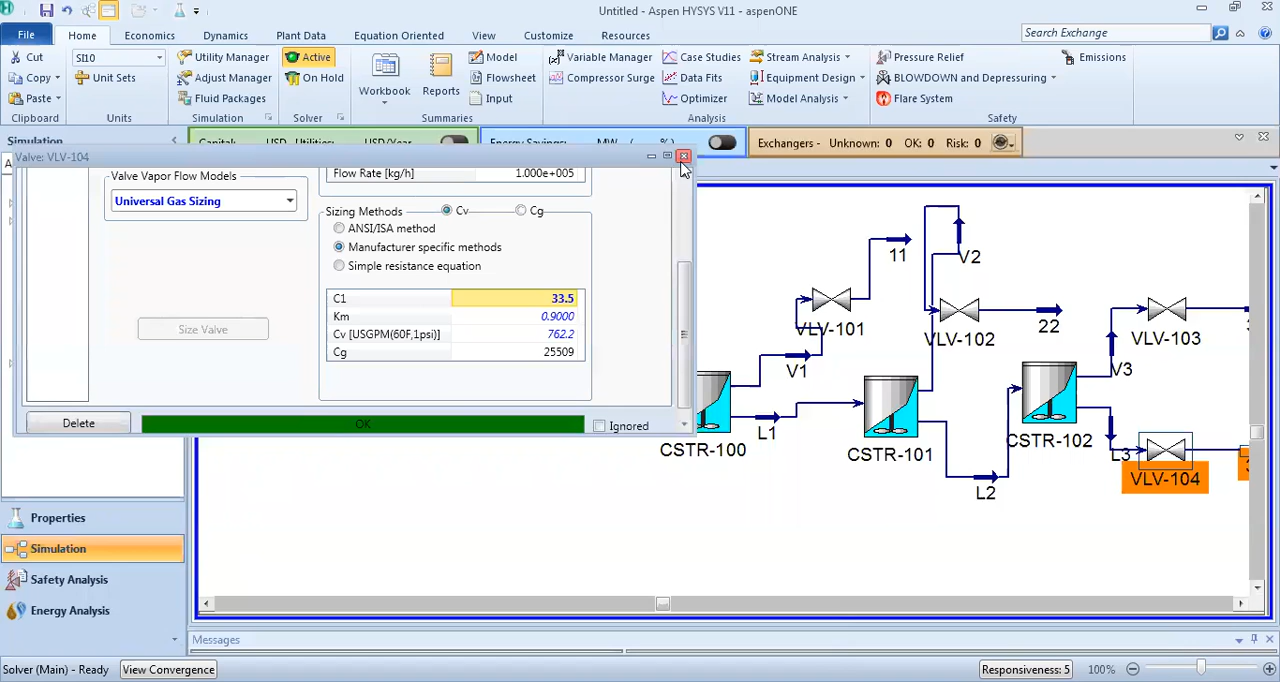 Untitled - Aspen HYSYS V11 - aspenONE
File Home Economics Dynamics Plant Data Equation Oriented View Customize Resources
Search Exchange
Cut
Copy
Paste
Clipboard
SI10
Unit Sets
Units
Utility Manager
Adjust Manager
Fluid Packages
Simulation
Active
On Hold
Solver
Workbook
Reports
Model
Flowsheet
Input
Summaries
Variable Manager
Compressor Surge
Case Studies
Data Fits
Optimizer
Stream Analysis
Equipment Design
Model Analysis
Analysis
Pressure Relief
BLOWDOWN and Depressuring
Flare System
Emissions
Safety
Exchangers - Unknown: 0 OK: 0 Risk: 0
Valve: VLV-104
Valve Vapor Flow Models
Universal Gas Sizing
Size Valve
Flow Rate [kg/h] 1.000e+005
Sizing Methods Cv Cg
ANSI/ISA method
Manufacturer specific methods
Simple resistance equation
C1 33.5
Km 0.9000
Cv [USGPM(60F,1psi)] 762.2
Cg 25509
Delete
OK
Ignored
11
V2
VLV-101
22
VLV-102
VLV-103
V1
V3
L1
CSTR-100
CSTR-101
CSTR-102
L3
VLV-104
L2
Properties
Simulation
Safety Analysis
Energy Analysis
Messages
Solver (Main) - Ready
View Convergence
Responsiveness: 5
100%